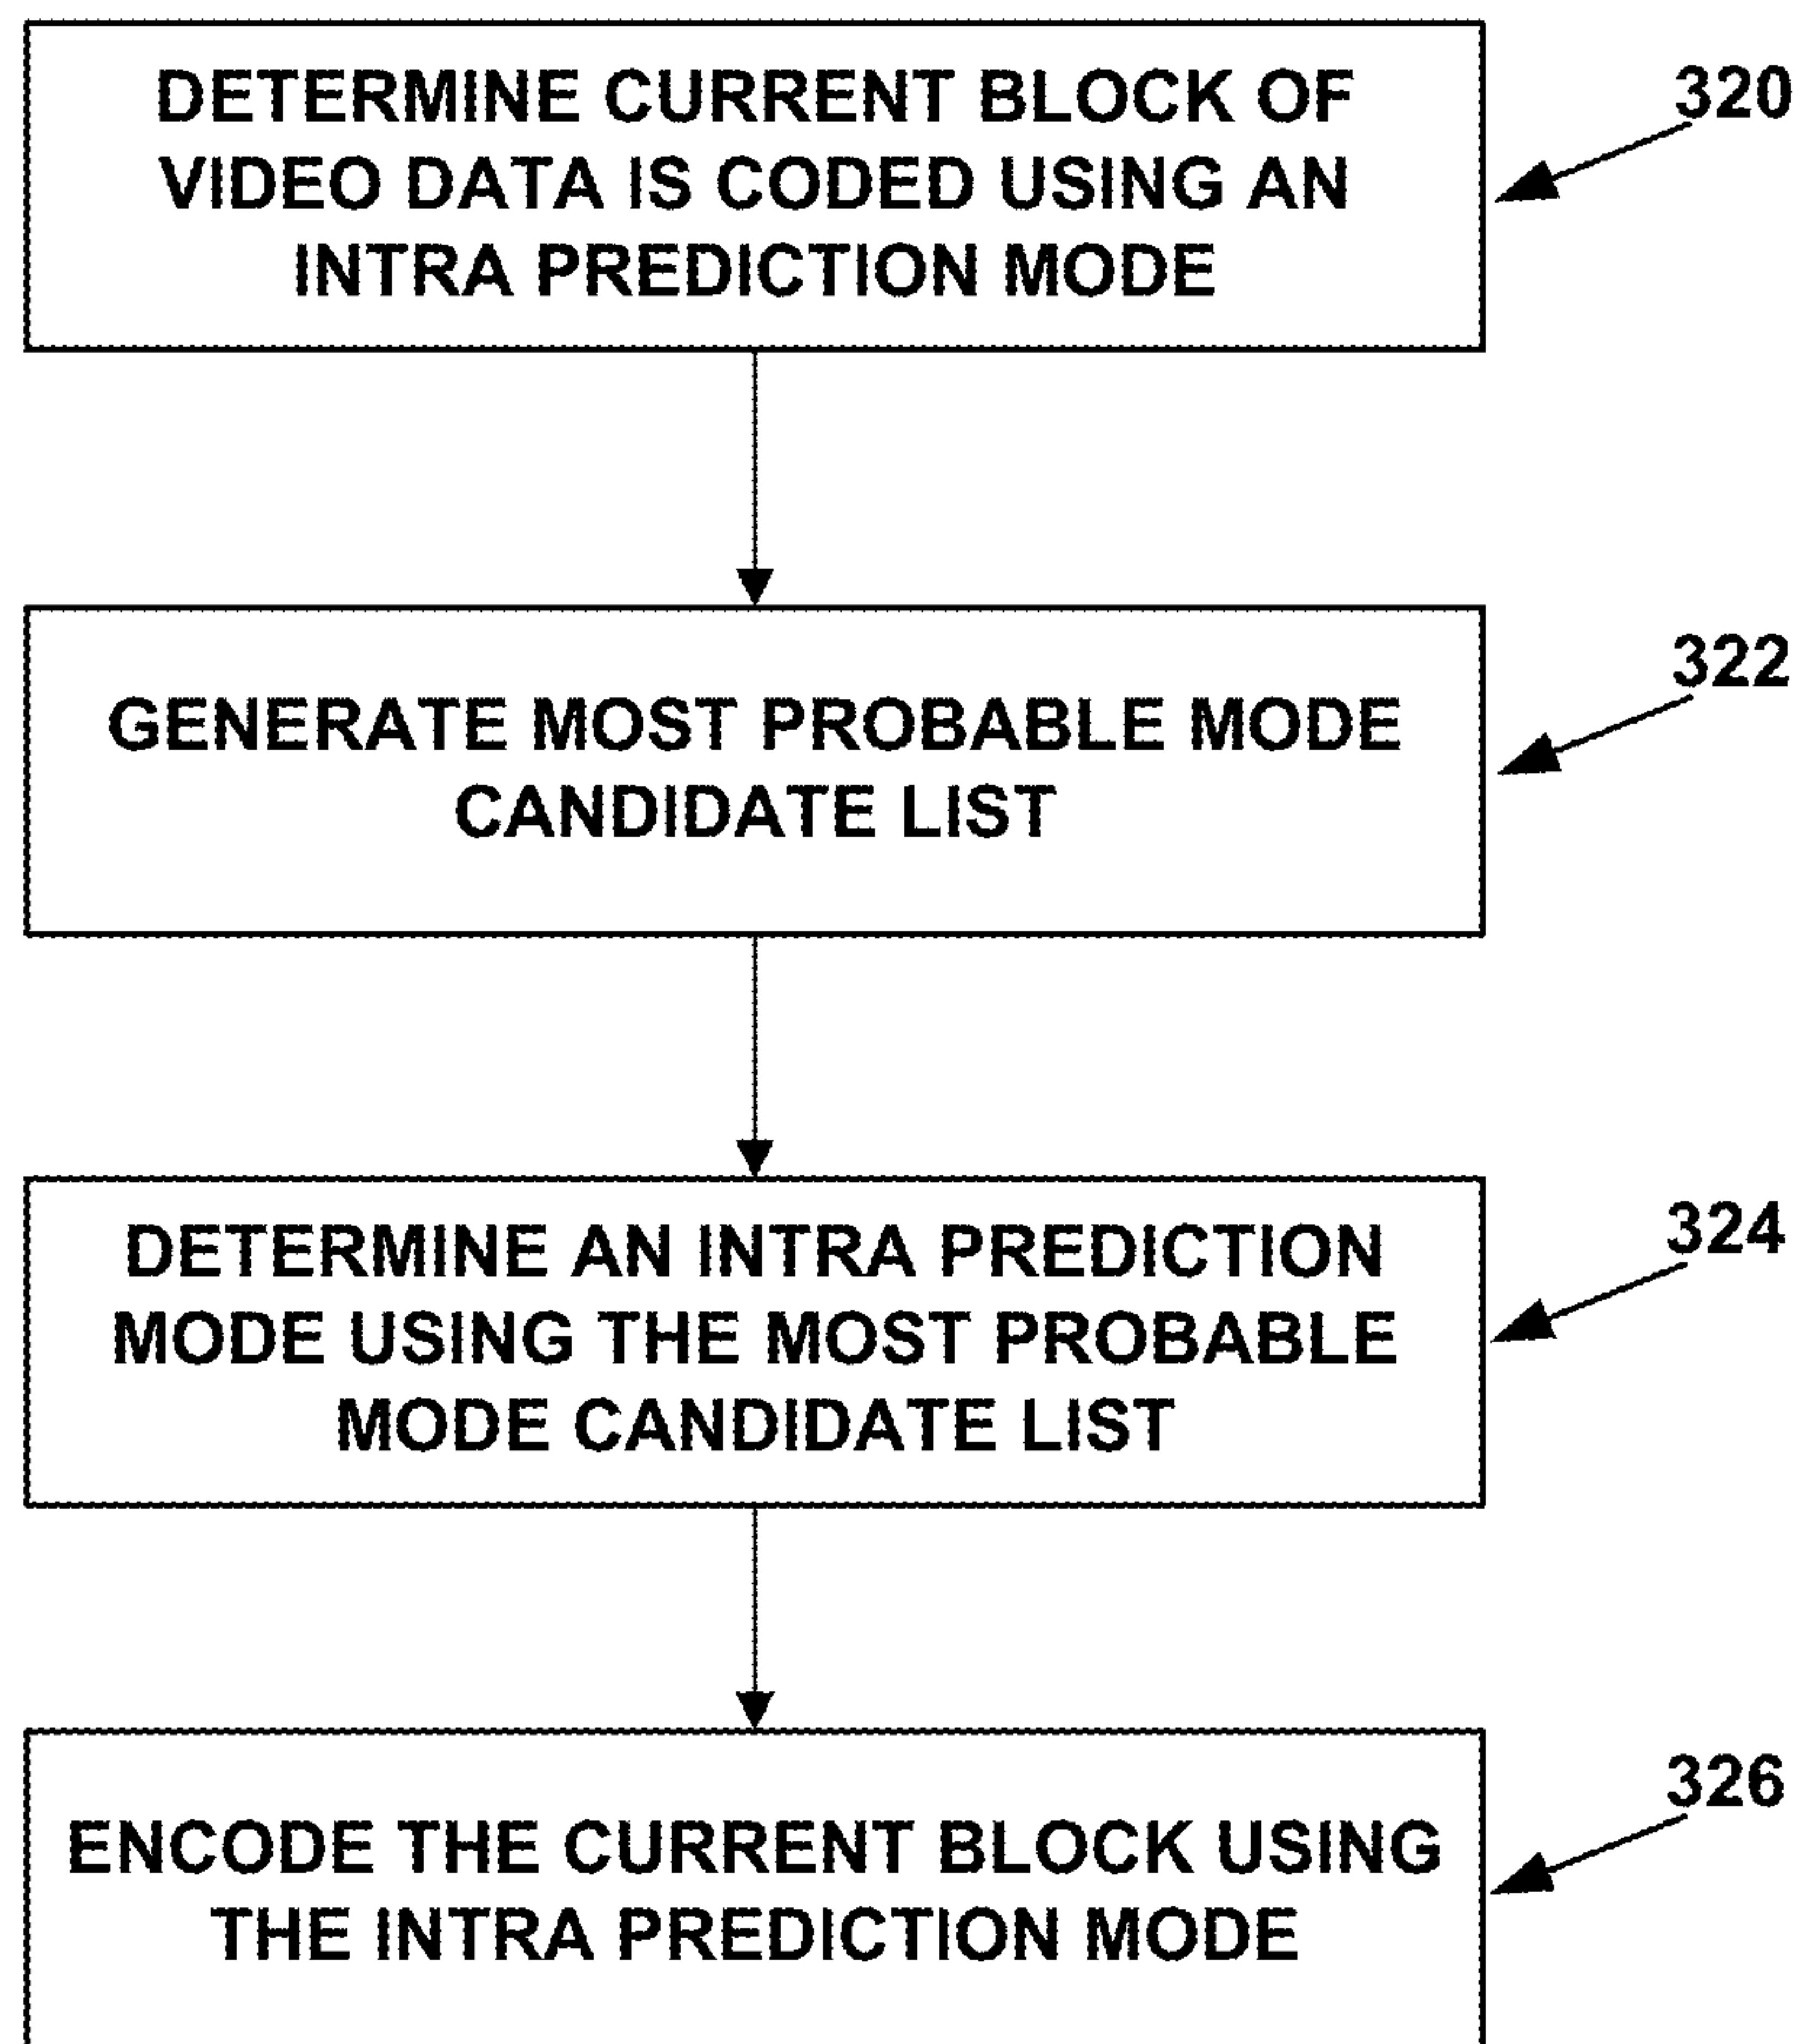 DETERMINE CURRENT BLOCK OF
VIDEO DATA IS CODED USING AN
INTRA PREDICTION MODE
320
GENERATE MOST PROBABLE MODE
CANDIDATE LIST
322
DETERMINE AN INTRA PREDICTION
MODE USING THE MOST PROBABLE
MODE CANDIDATE LIST
324
ENCODE THE CURRENT BLOCK USING
THE INTRA PREDICTION MODE
326